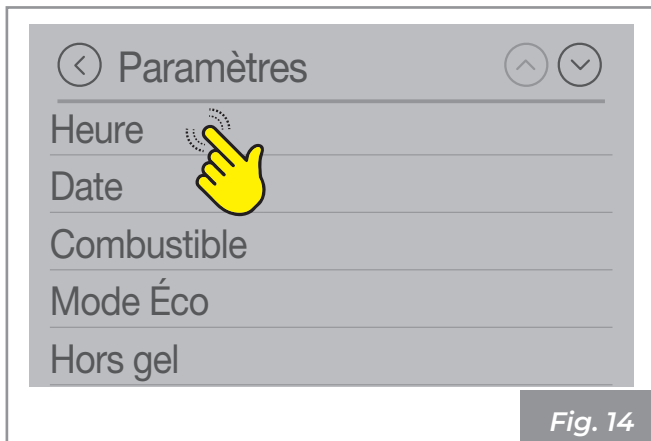 Paramètres
Heure
Date
Combustible
Mode Éco
Hors gel
Fig. 14